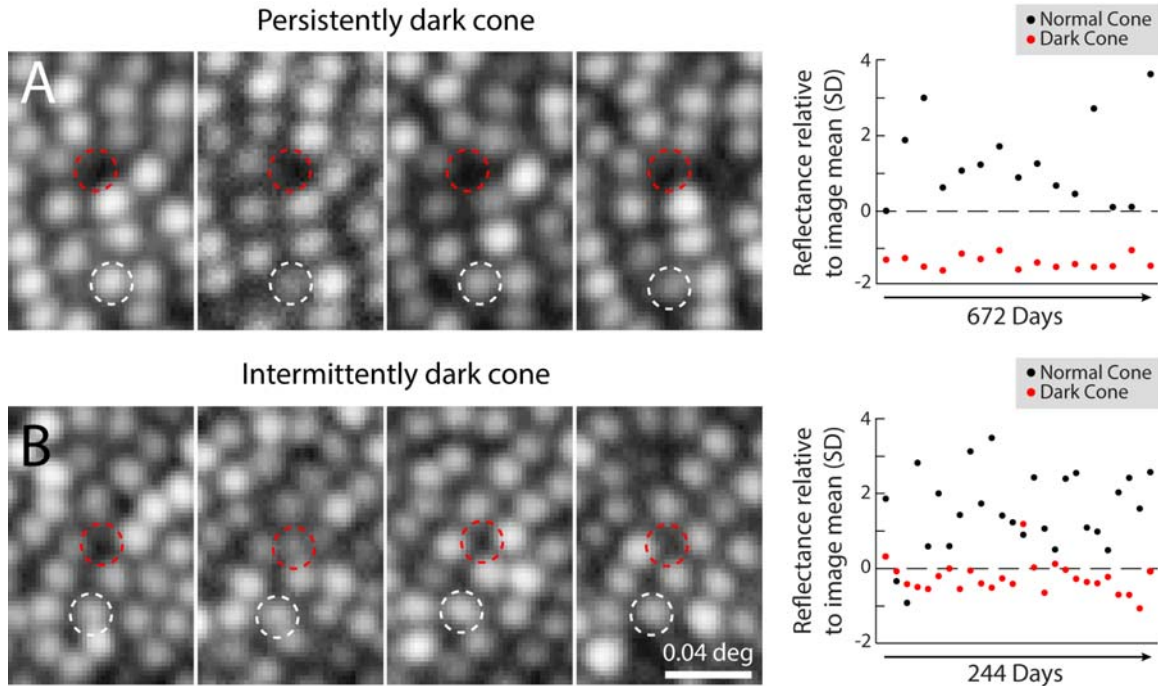 Persistently dark cone
A
Normal Cone
Dark Cone
Reflectance relative
to image mean (SD)
4
2
0
-2
672 Days
Intermittently dark cone
B
0.04 deg
Normal Cone
Dark Cone
Reflectance relative
to image mean (SD)
4
2
0
-2
244 Days